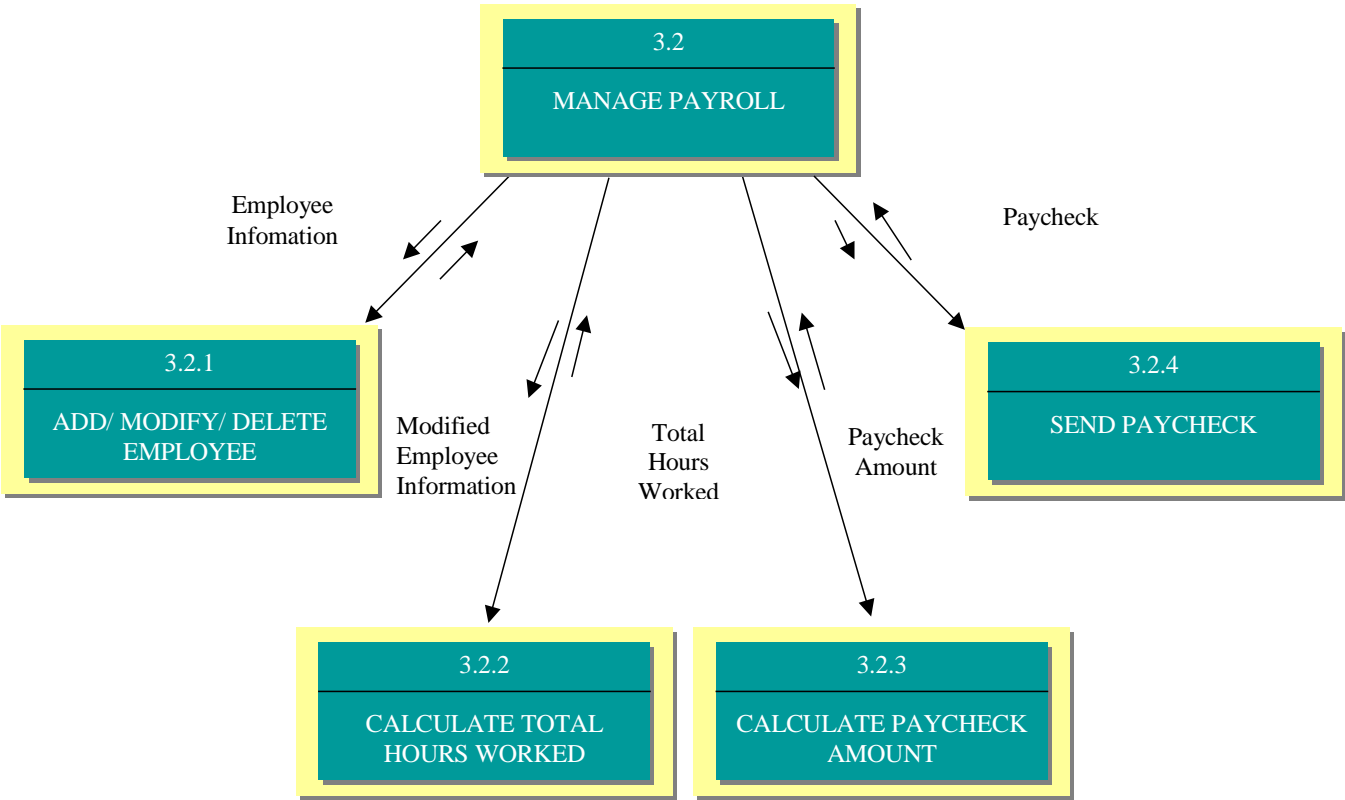 3.2
MANAGE PAYROLL
Employee
Infomation
Paycheck
3.2.1
ADD/ MODIFY/ DELETE
EMPLOYEE
Modified
Employee
Information
Total
Hours
Worked
Paycheck
Amount
3.2.4
SEND PAYCHECK
3.2.2
CALCULATE TOTAL
HOURS WORKED
3.2.3
CALCULATE PAYCHECK
AMOUNT